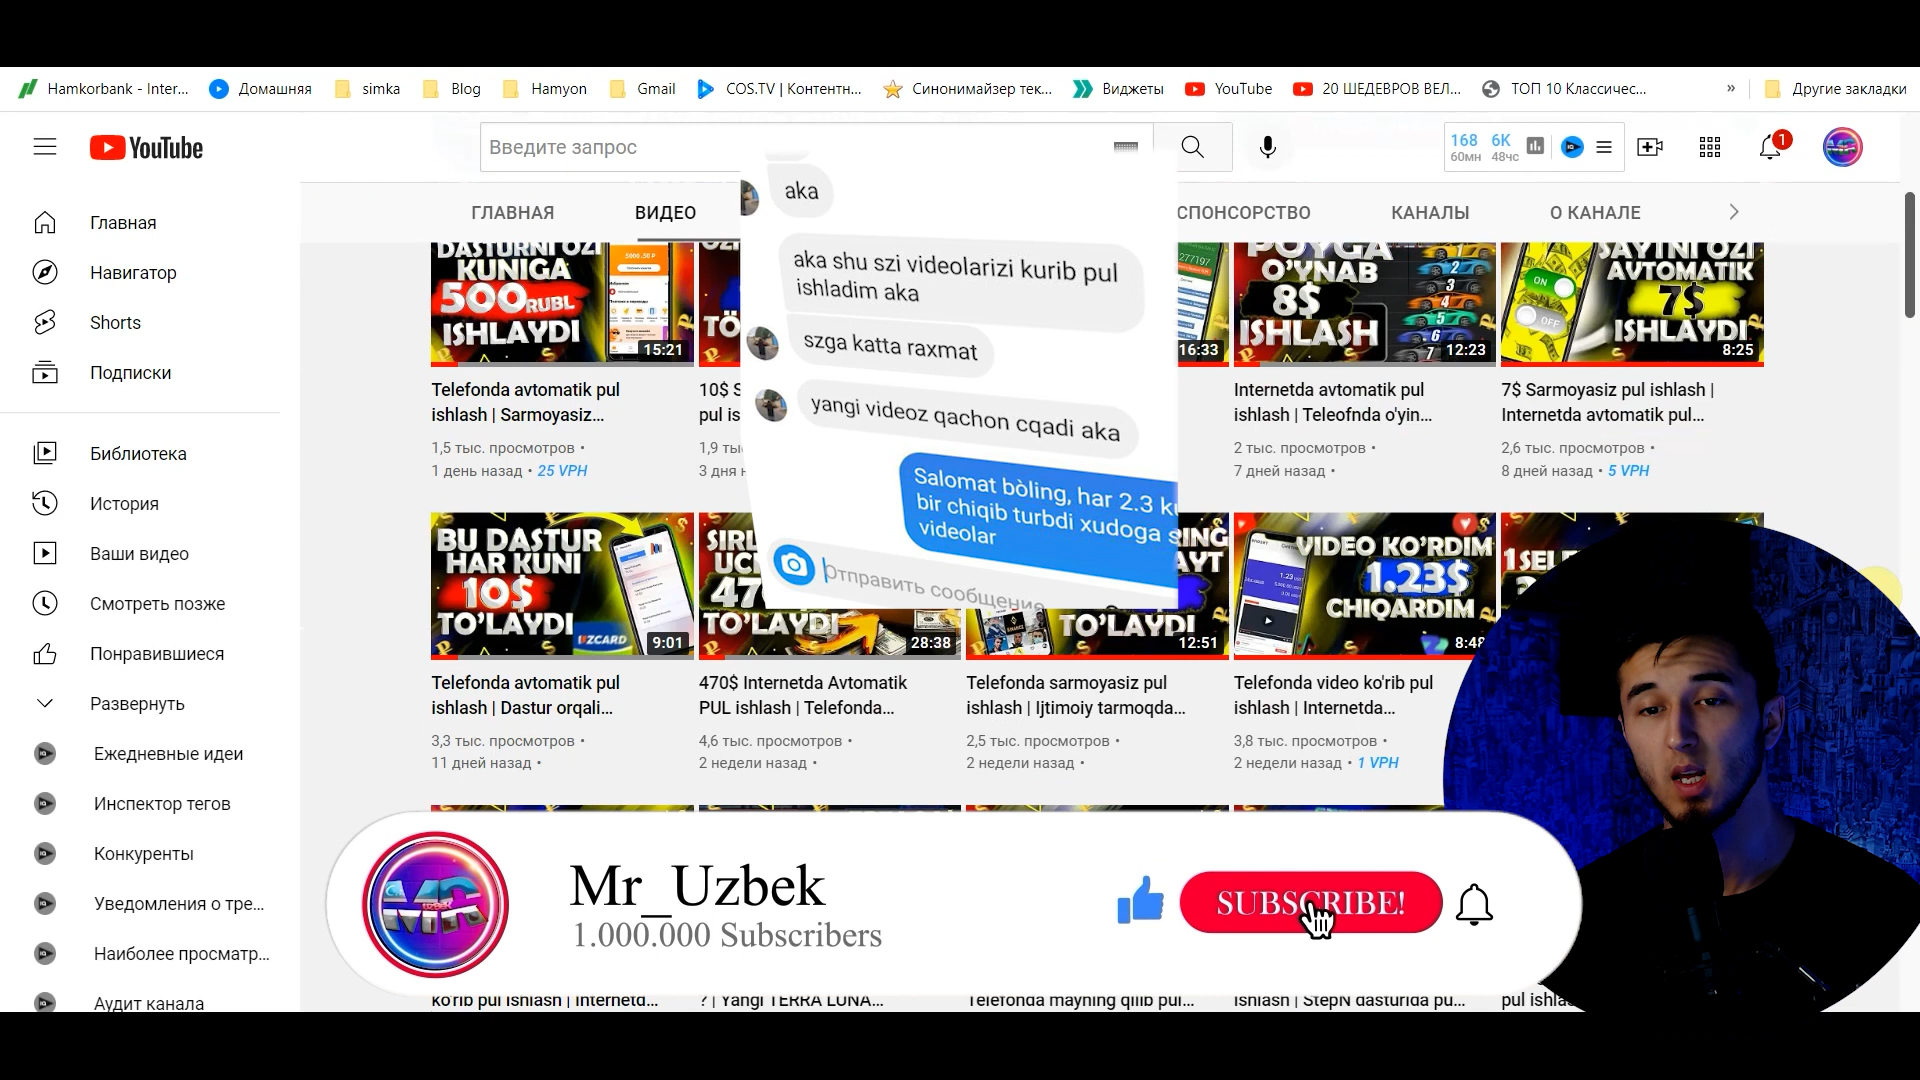 Hamkorbank - Inter...
Домашняя
simka
Blog
Hamyon
Gmail
COS.TV | Контентн...
Синонимайзер тек...
Виджеты
YouTube
20 ШЕДЕВРОВ ВЕЛ...
ТОП 10 Классичес...
»
Другие закладки
YouTube
Введите запрос
168
60мн
6K
48чс
1
Главная
Навигатор
Shorts
Подписки
Библиотека
История
Ваши видео
Смотреть позже
Понравившиеся
Развернуть
Ежедневные идеи
Инспектор тегов
Конкуренты
Уведомления о тре...
Наиболее просматр...
Аудит канала
ГЛАВНАЯ
ВИДЕО
СПОНСОРСТВО
КАНАЛЫ
О КАНАЛЕ
DASTURNI OZI
KUNIGA
500RUBL
ISHLAYDI
15:21
16:33
POYGA
O'YNAB
8$
ISHLASH
12:23
SAYTNI OZI
AVTOMATIK
7$
ISHLAYDI
ON
OFF
8:25
Telefonda avtomatik pul
ishlash | Sarmoyasiz...
1,5 тыс. просмотров •
1 день назад • 25 VPH
10$ S
pul is
1,9 ты
3 дня н
Internetda avtomatik pul
ishlash | Teleofnda o'yin...
2 тыс. просмотров •
7 дней назад •
7$ Sarmoyasiz pul ishlash |
Internetda avtomatik pul...
2,6 тыс. просмотров •
8 дней назад • 5 VPH
aka
aka shu szi videolarizi kurib pul
ishladim aka
szga katta raxmat
yangi videoz qachon cqadi aka
Salomat bòling, har 2.3 k
bir chiqib turbdi xudoga s
videolar
Отправить сообщение
BU DASTUR
HAR KUNI
10$
TO'LAYDI
UZCARD
9:01
SIRL
UC
47
TO'LAYDI
28:38
ING
AYT
TO'LAYDI
12:51
VIDEO KO'RDIM
1.23$
CHIQARDIM
8:48
1 SEL
Telefonda avtomatik pul
ishlash | Dastur orqali...
3,3 тыс. просмотров •
11 дней назад •
470$ Internetda Avtomatik
PUL ishlash | Telefonda...
4,6 тыс. просмотров •
2 недели назад •
Telefonda sarmoyasiz pul
ishlash | Ijtimoiy tarmoqda...
2,5 тыс. просмотров •
2 недели назад •
Telefonda video ko'rib pul
ishlash | Internetda...
3,8 тыс. просмотров •
2 недели назад • 1 VPH
Mr_Uzbek
1.000.000 Subscribers
SUBSCRIBE!
ko'rib pul ishlash | Internetd...
? | Yangi TERRA LUNA...
Telefonda mayning qilib pul...
ishlash | StepN dasturida pu...
pul ishla